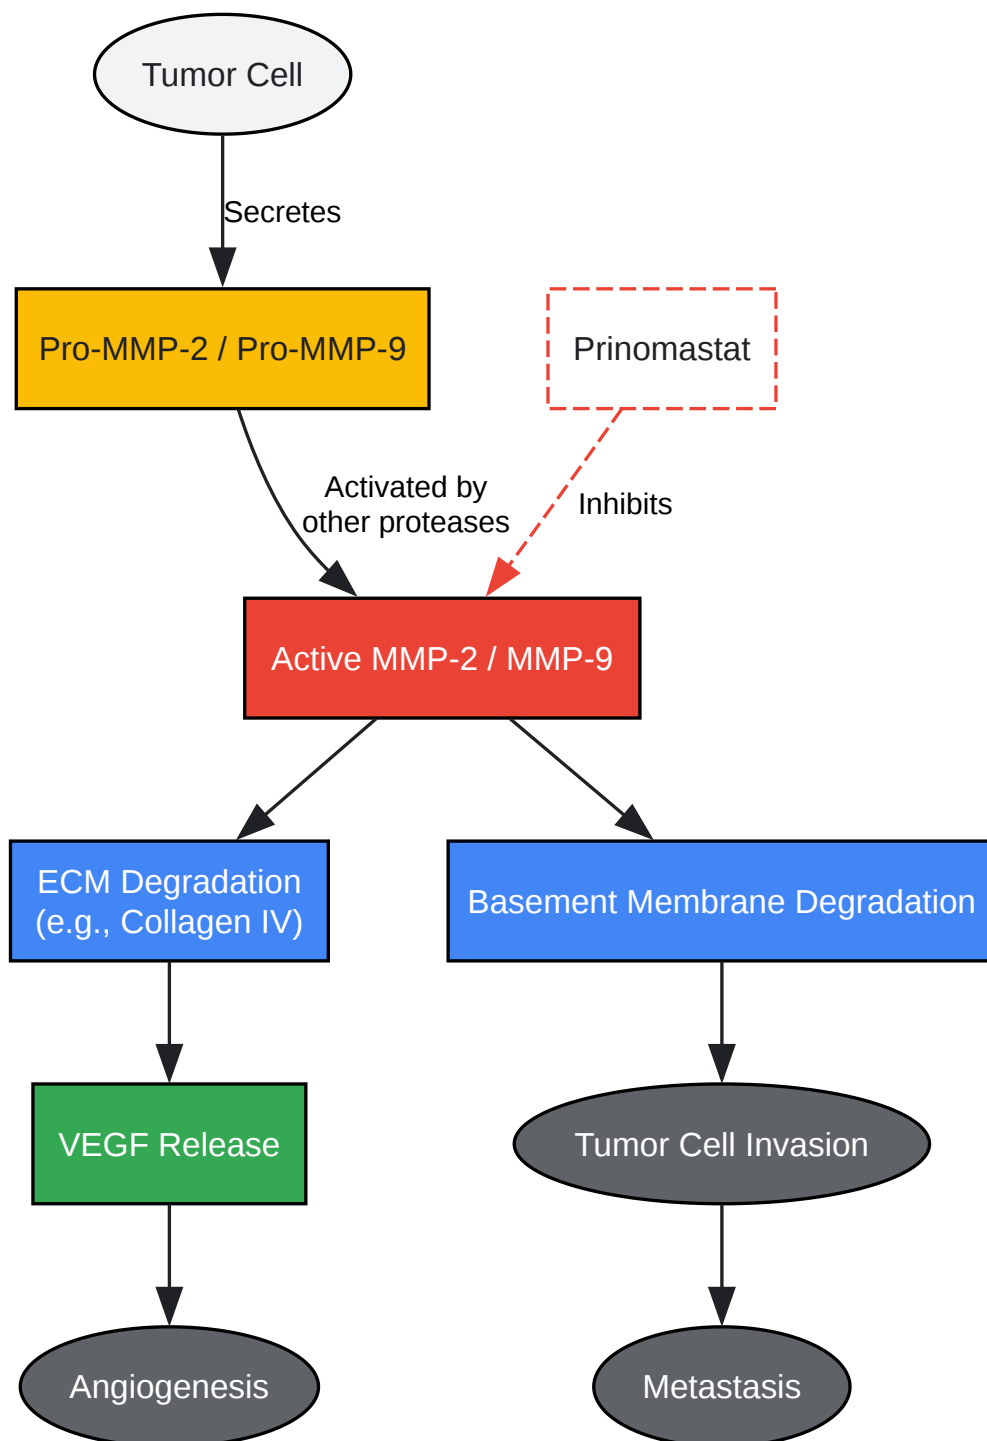 Tumor Cell
Secretes
Pro-MMP-2 / Pro-MMP-9
Prinomastat
Activated by
other proteases
Inhibits
Active MMP-2 / MMP-9
ECM Degradation
(e.g., Collagen IV)
Basement Membrane Degradation
VEGF Release
Tumor Cell Invasion
Angiogenesis
Metastasis